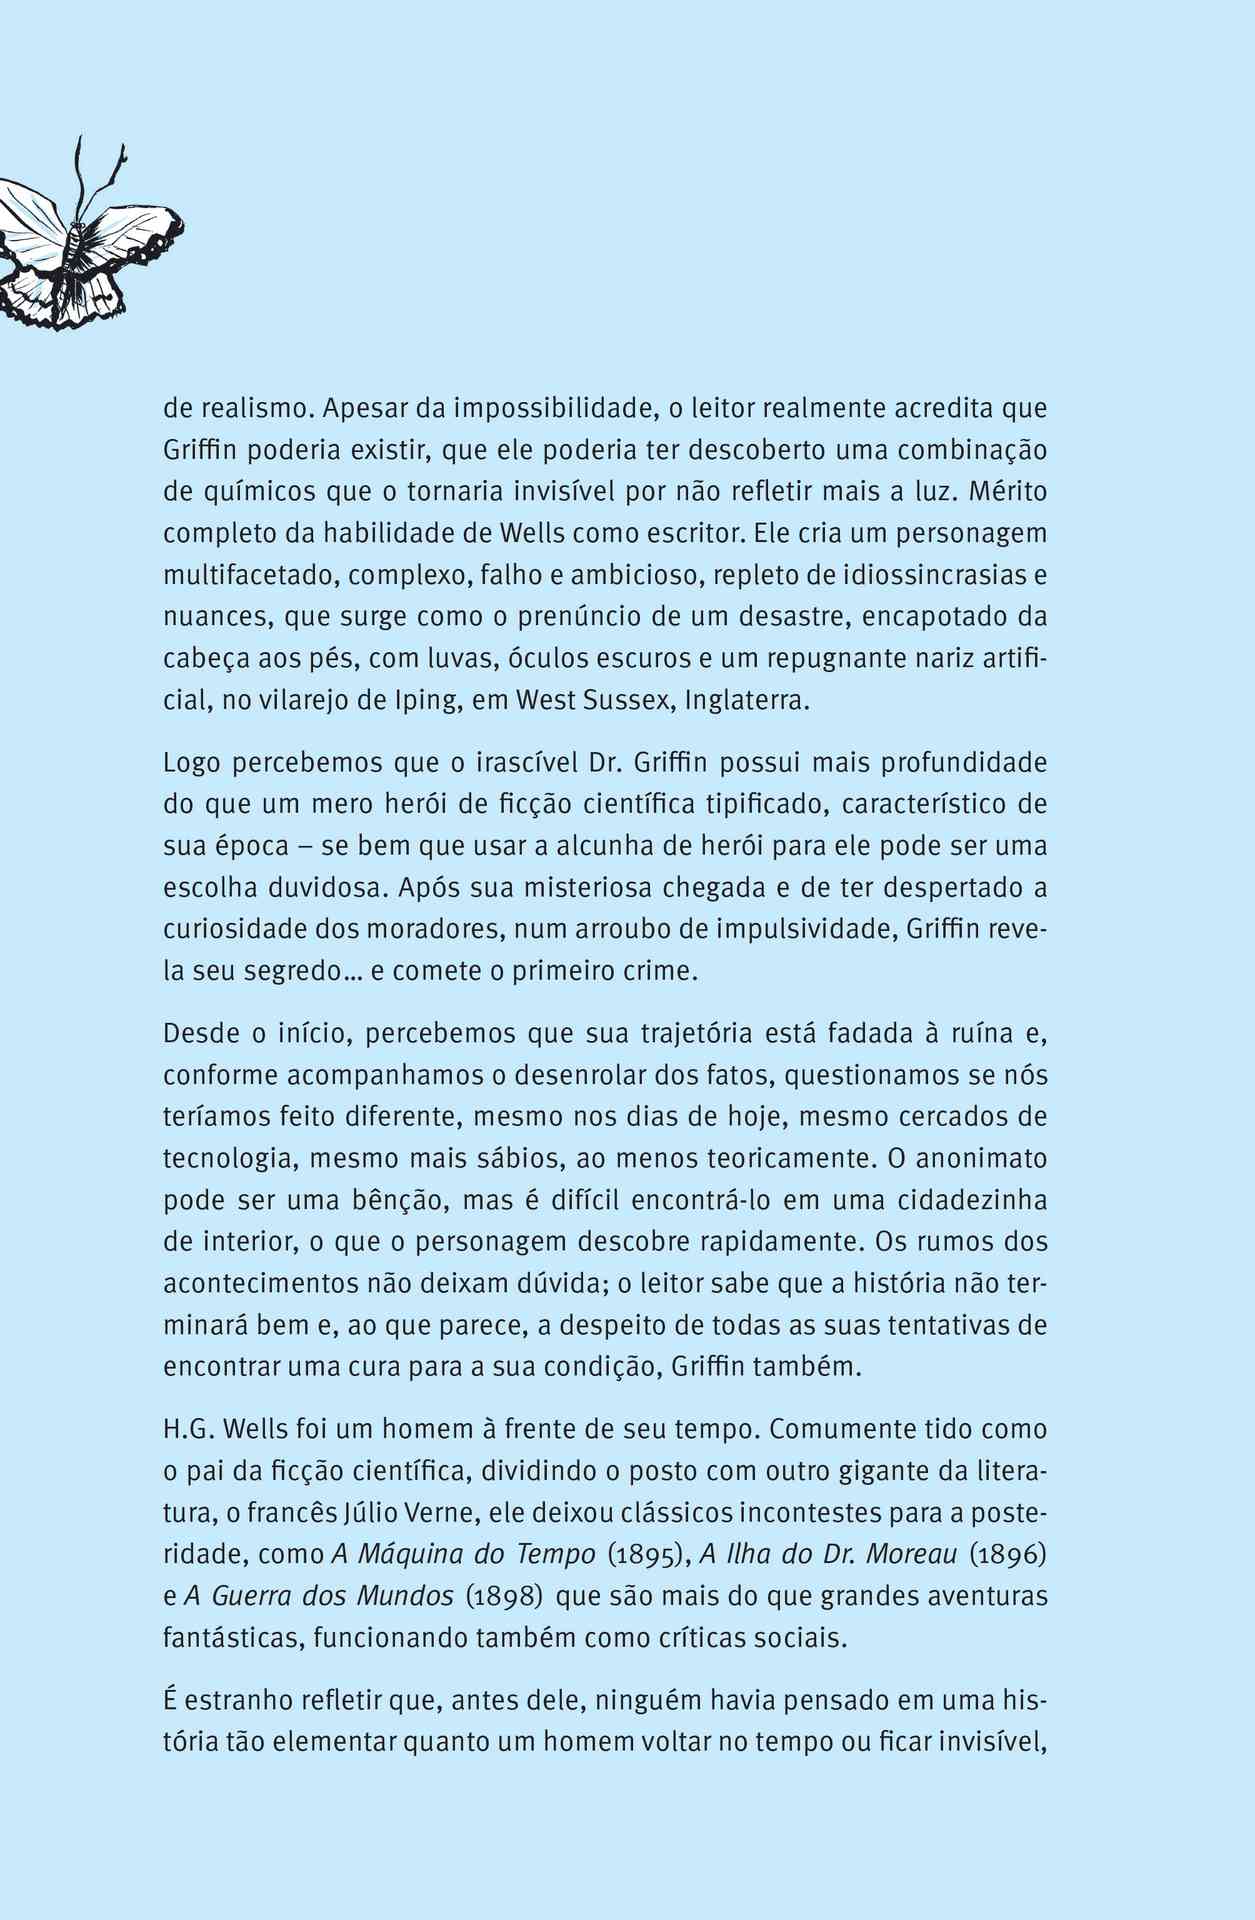 de realismo. Apesar da impossibilidade, o leitor realmente acredita que
Griffin poderia existir, que ele poderia ter descoberto uma combinação
de químicos que o tornaria invisível por não refletir mais a luz. Mérito
completo da habilidade de Wells como escritor. Ele cria um personagem
multifacetado, complexo, falho e ambicioso, repleto de idiossincrasias e
nuances, que surge como o prenúncio de um desastre, encapotado da
cabeça aos pés, com luvas, óculos escuros e um repugnante nariz artifi-
cial, no vilarejo de Iping, em West Sussex, Inglaterra.
Logo percebemos que o irascível Dr. Griffin possui mais profundidade
do que um mero herói de ficção científica tipificado, característico de
sua época – se bem que usar a alcunha de herói para ele pode ser uma
escolha duvidosa. Após sua misteriosa chegada e de ter despertado a
curiosidade dos moradores, num arroubo de impulsividade, Griffin reve-
la seu segredo… e comete o primeiro crime.
Desde o início, percebemos que sua trajetória está fadada à ruína e,
conforme acompanhamos o desenrolar dos fatos, questionamos se nós
teríamos feito diferente, mesmo nos dias de hoje, mesmo cercados de
tecnologia, mesmo mais sábios, ao menos teoricamente. O anonimato
pode ser uma bênção, mas é difícil encontrá-lo em uma cidadezinha
de interior, o que o personagem descobre rapidamente. Os rumos dos
acontecimentos não deixam dúvida; o leitor sabe que a história não ter-
minará bem e, ao que parece, a despeito de todas as suas tentativas de
encontrar uma cura para a sua condição, Griffin também.
H.G. Wells foi um homem à frente de seu tempo. Comumente tido como
o pai da ficção científica, dividindo o posto com outro gigante da litera-
tura, o francês Júlio Verne, ele deixou clássicos incontestes para a poste-
ridade, como A Máquina do Tempo (1895), A Ilha do Dr. Moreau (1896)
e A Guerra dos Mundos (1898) que são mais do que grandes aventuras
fantásticas, funcionando também como críticas sociais.
É estranho refletir que, antes dele, ninguém havia pensado em uma his-
tória tão elementar quanto um homem voltar no tempo ou ficar invisível,